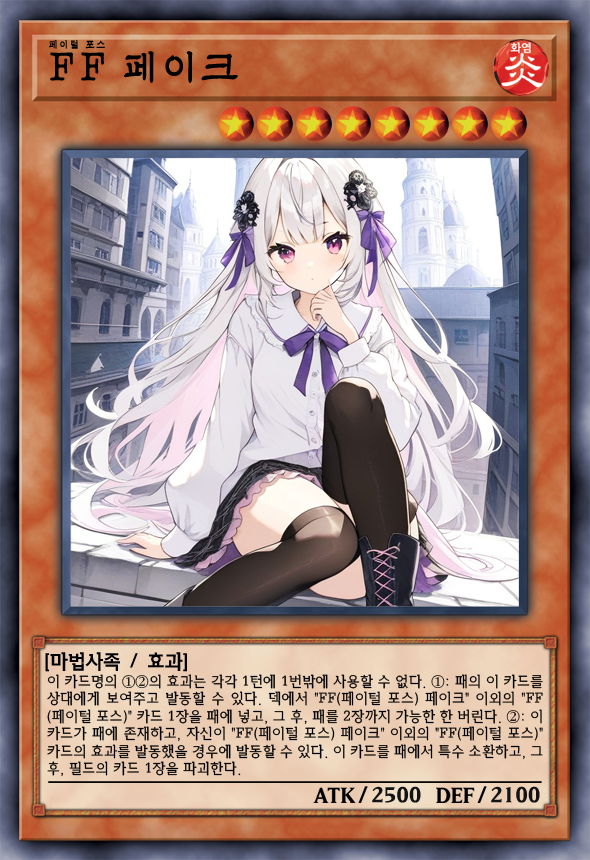 페이털 포스
FF 페이크
화염
炎
[마법사족 / 효과]
이 카드명의 ①②의 효과는 각각 1턴에 1번밖에 사용할 수 없다. ①: 패의 이 카드를
상대에게 보여주고 발동할 수 있다. 덱에서 "FF(페이털 포스) 페이크" 이외의 "FF
(페이털 포스)" 카드 1장을 패에 넣고, 그 후, 패를 2장까지 가능한 한 버린다. ②: 이
카드가 패에 존재하고, 자신이 "FF(페이털 포스) 페이크" 이외의 "FF(페이털 포스)"
카드의 효과를 발동했을 경우에 발동할 수 있다. 이 카드를 패에서 특수 소환하고, 그
후, 필드의 카드 1장을 파괴한다.
ATK/2500 DEF/2100